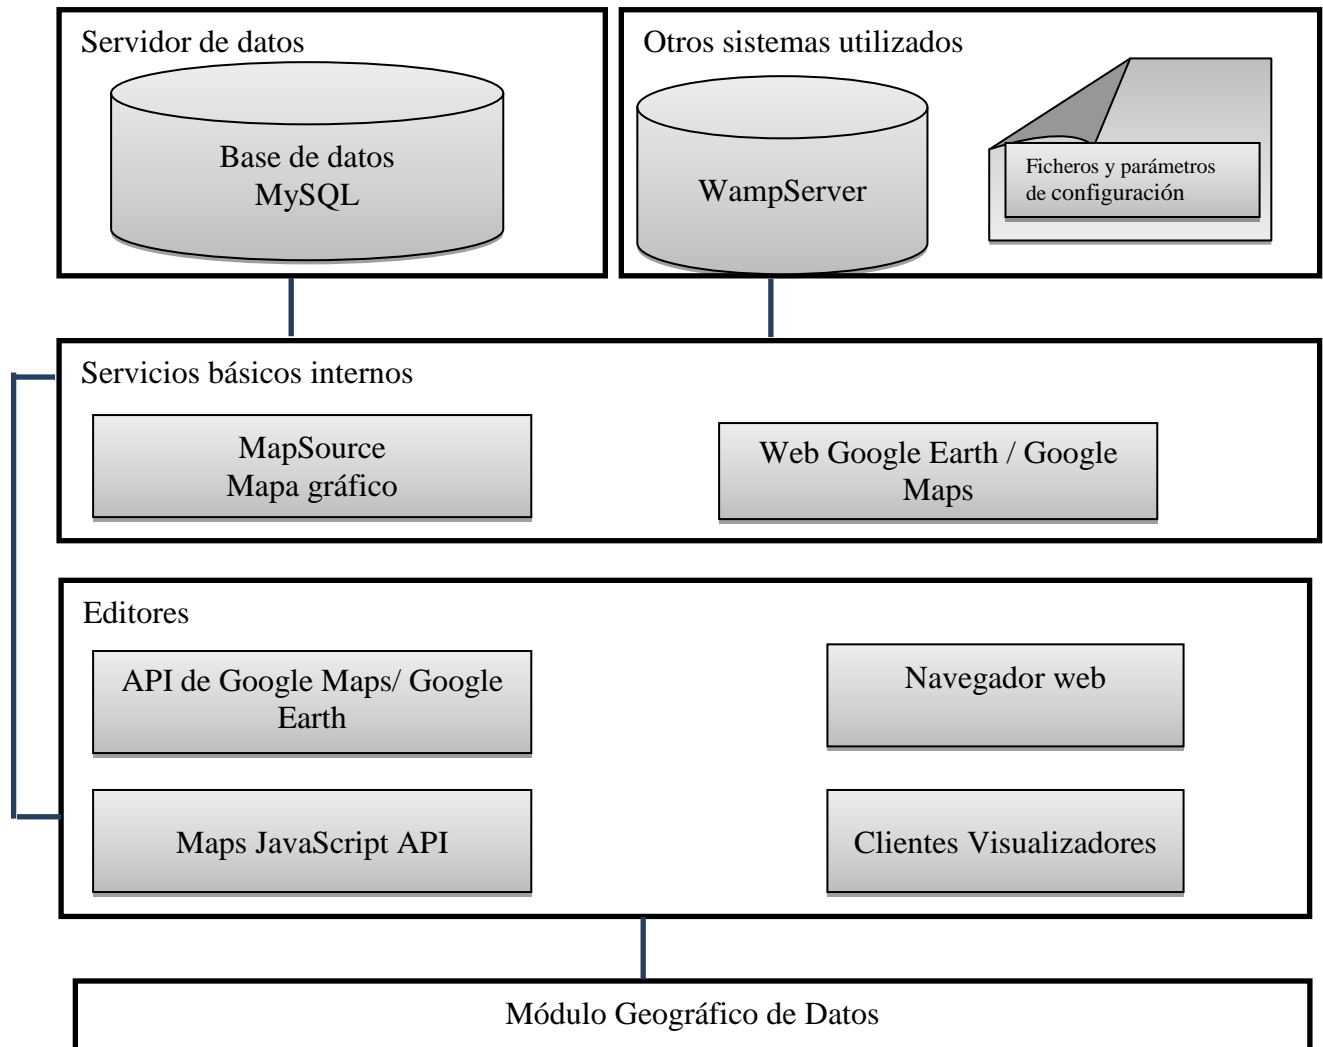 Servidor de datos
Base de datos
MySQL
Otros sistemas utilizados
WampServer
Ficheros y parámetros
de configuración
Servicios básicos internos
MapSource
Mapa gráfico
Web Google Earth / Google
Maps
Editores
API de Google Maps/ Google
Earth
Navegador web
Maps JavaScript API
Clientes Visualizadores
Módulo Geográfico de Datos